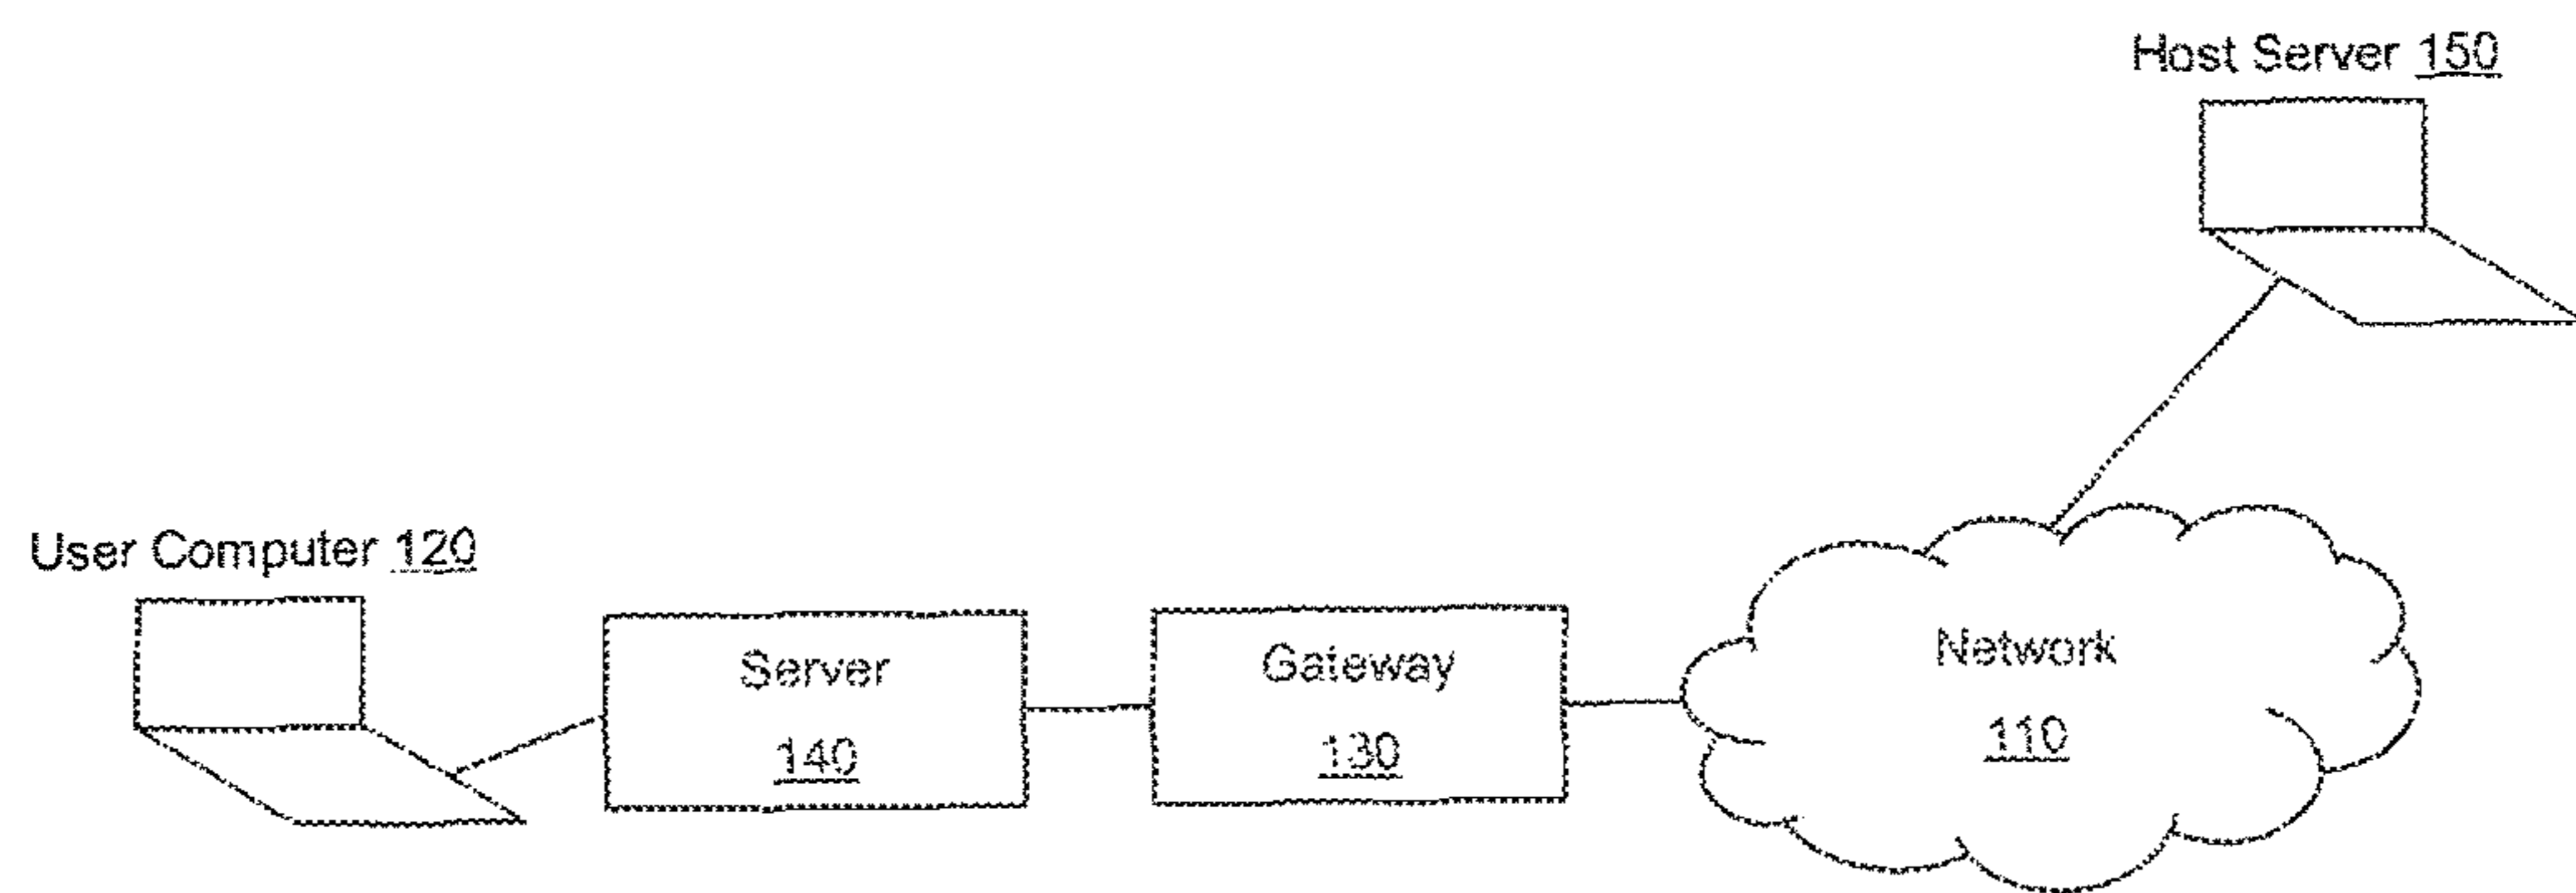 Host Server 150
User Computer 120
Server
140
Gateway
130
Network
110